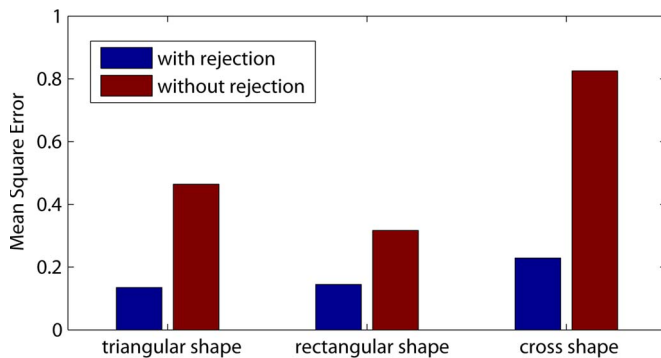 1
0.8
0.6
0.4
0.2
0
Mean Square Error
with rejection
without rejection
triangular shape
rectangular shape
cross shape